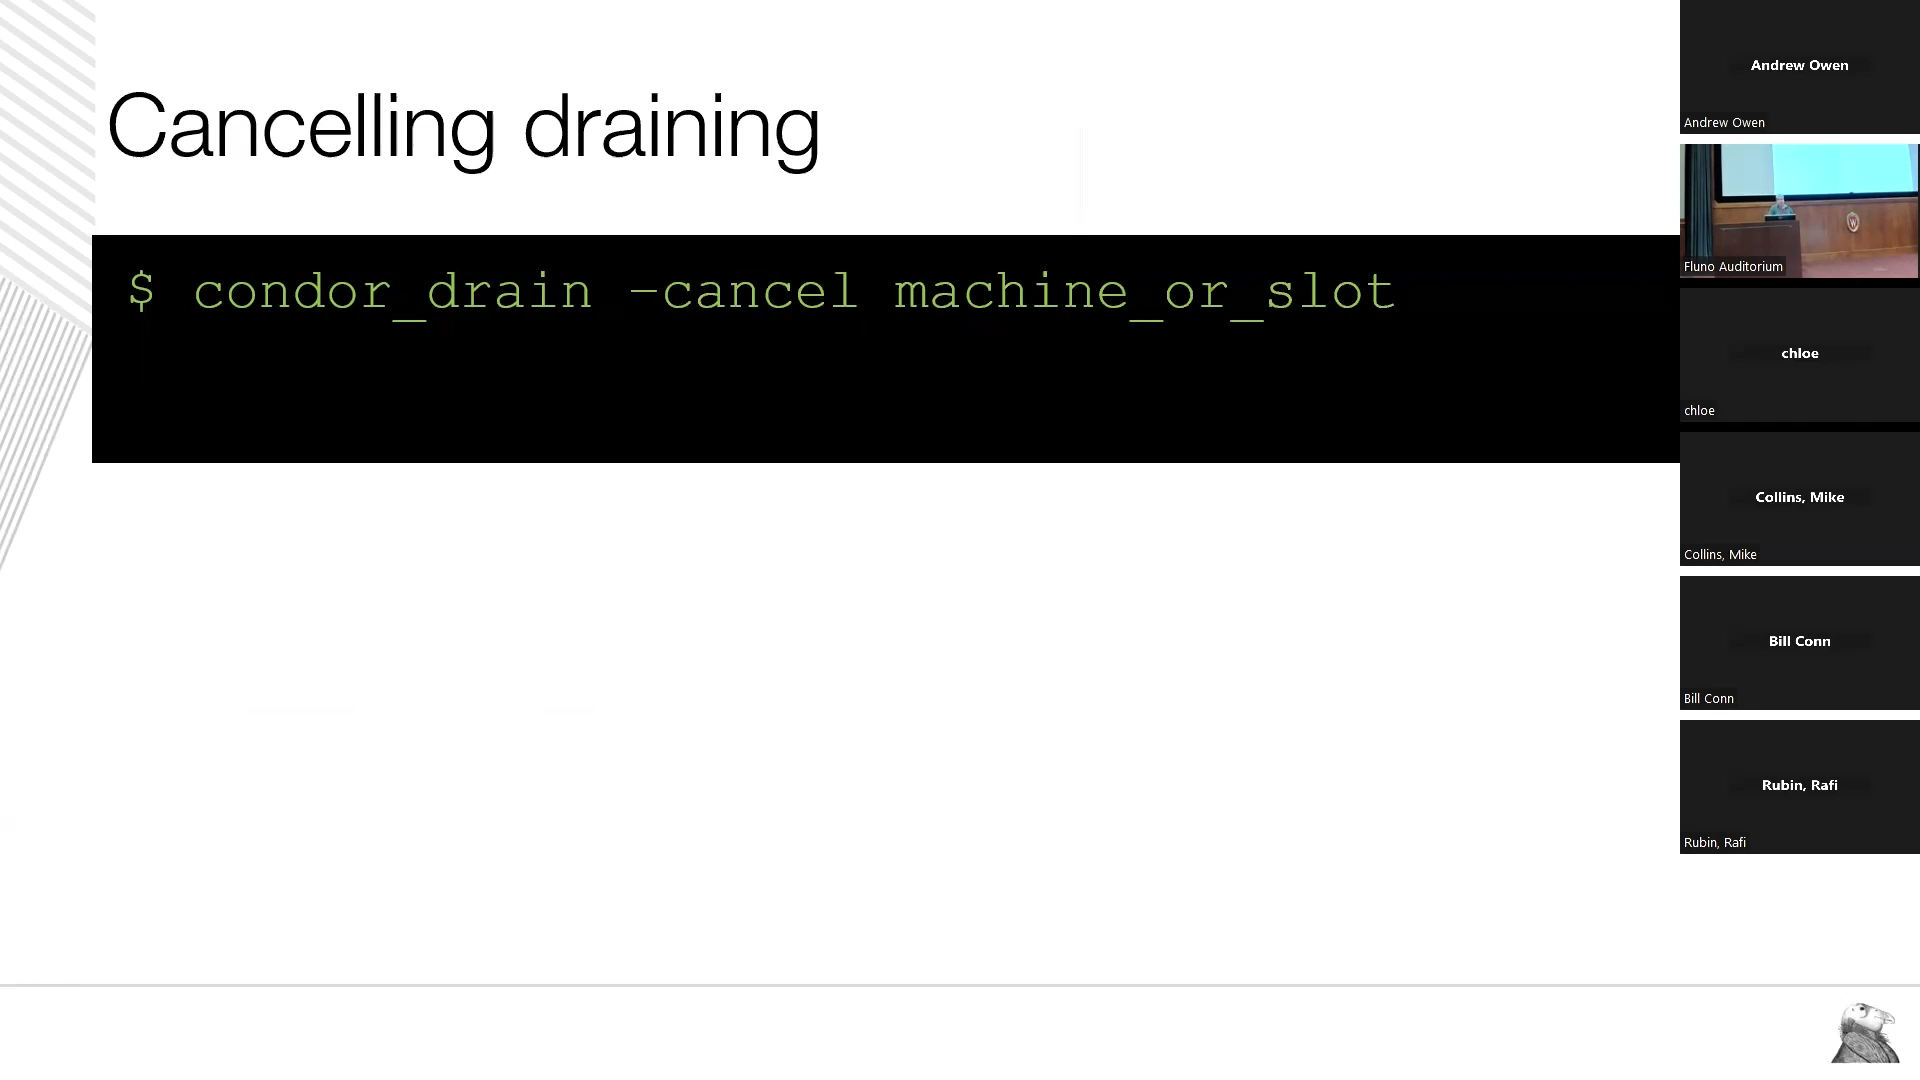 Cancelling draining
$ condor_drain –cancel machine_or_slot
Andrew Owen
Andrew Owen
Fluno Auditorium
chloe
chloe
Collins, Mike
Collins, Mike
Bill Conn
Bill Conn
Rubin, Rafi
Rubin, Rafi